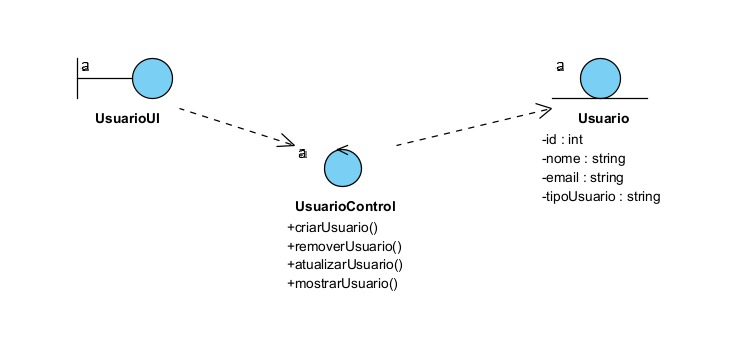 a
UsuarioUI
a
Usuario
-id : int
-nome : string
-email : string
-tipoUsuario : string
a
UsuarioControl
+criarUsuario()
+removerUsuario()
+atualizarUsuario()
+mostrarUsuario()